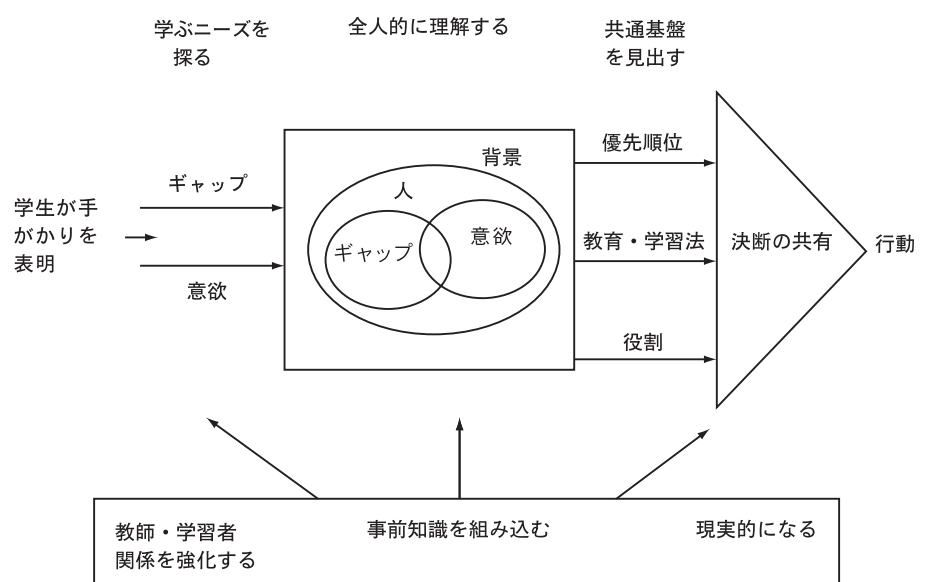 学ぶニーズを
探る
全人的に理解する
共通基盤
を見出す
学生が手
がかりを
表明
ギャップ
意欲
背景
人
ギャップ
意欲
優先順位
教育・学習法
役割
決断の共有
行動
教師・学習者
関係を強化する
事前知識を組み込む
現実的になる